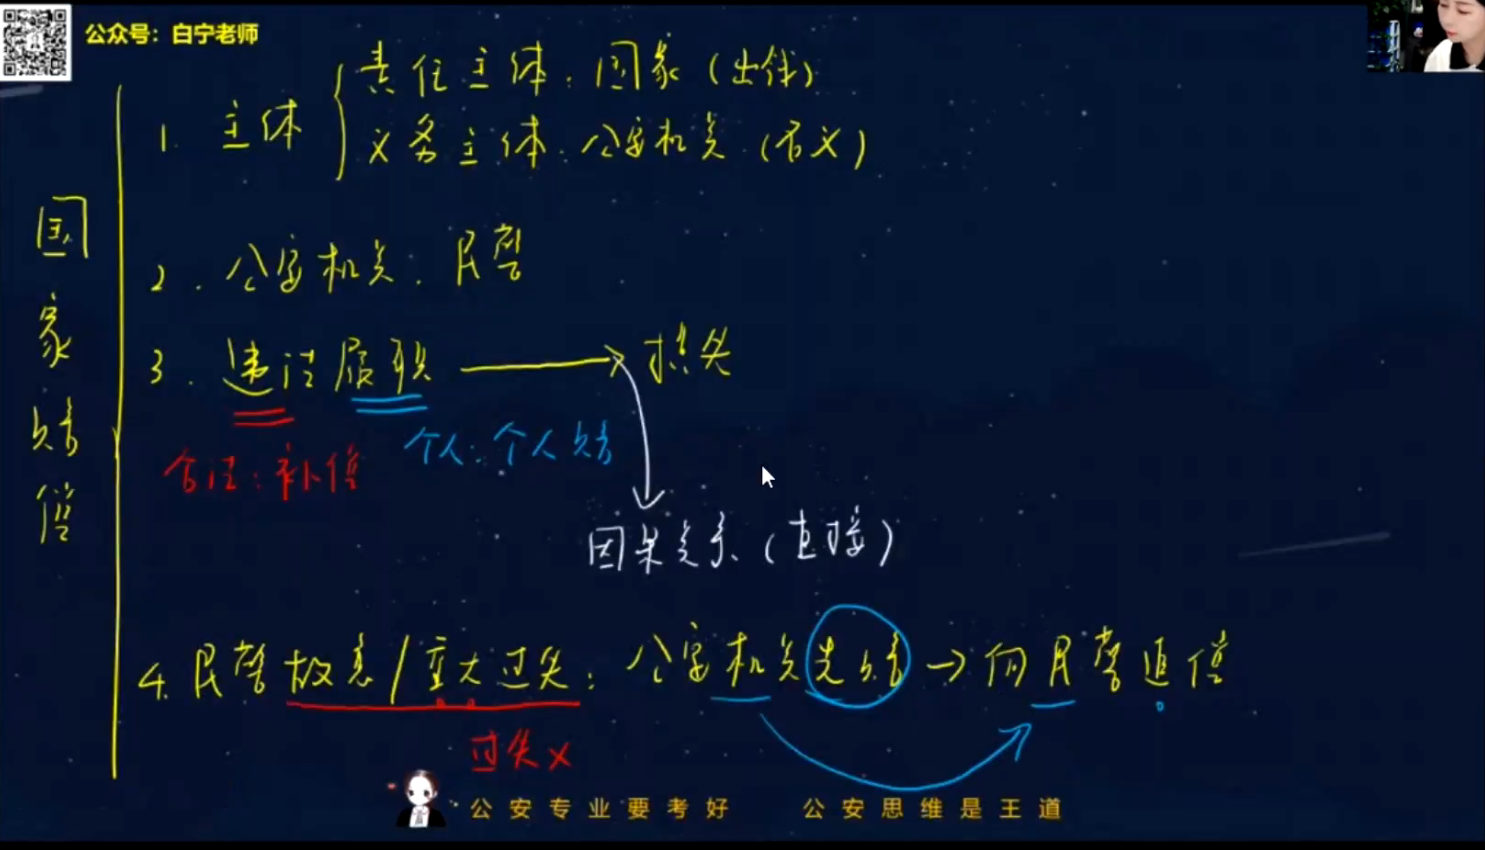 公众号：白宁老师
国家赔偿
1. 主体
责任主体：国家（出钱）
义务主体：公安机关（名义）
2. 公安机关：民警
3. 违法履职 → 损失
合法：补偿
个人：个人赔
因果关系（直接）
4. 民警故意/重大过失：公安机关先赔→向民警追偿
过失×
公安专业要考好 公安思维是王道